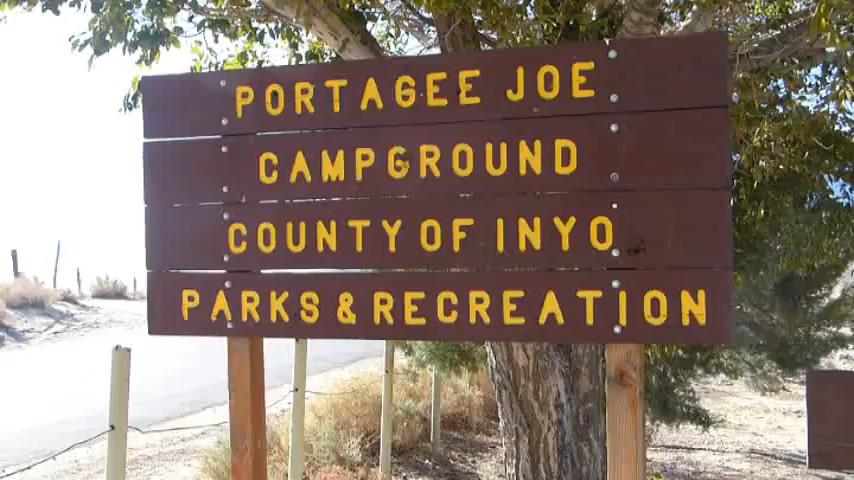 PORTAGEE JOE
CAMPGROUND
COUNTY OF INYO
PARKS & RECREATION